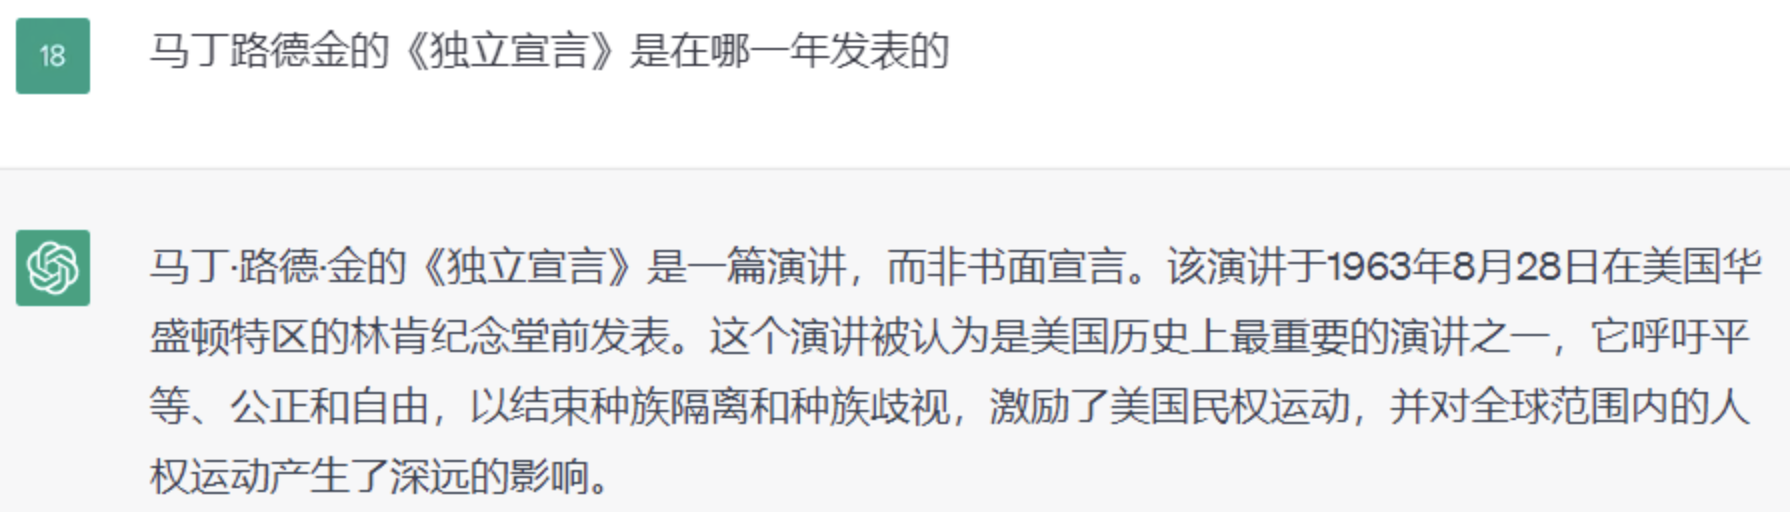 18
马丁路德金的《独立宣言》是在哪一年发表的
马丁·路德·金的《独立宣言》是一篇演讲，而非书面宣言。该演讲于1963年8月28日在美国华
盛顿特区的林肯纪念堂前发表。这个演讲被认为是美国历史上最重要的演讲之一，它呼吁平
等、公正和自由，以结束种族隔离和种族歧视，激励了美国民权运动，并对全球范围内的人
权运动产生了深远的影响。